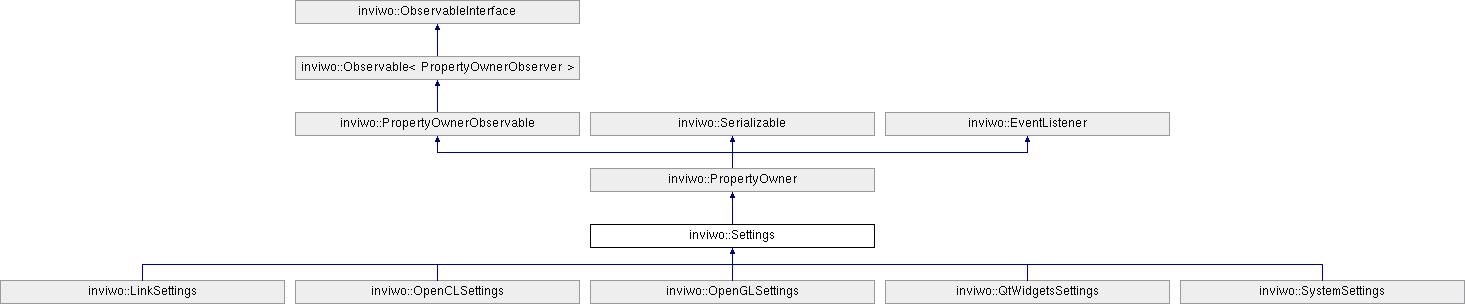 inviwo::ObservableInterface
inviwo::Observable< PropertyOwnerObserver >
inviwo::PropertyOwnerObservable
inviwo::Serializable
inviwo::EventListener
inviwo::PropertyOwner
inviwo::Settings
inviwo::LinkSettings
inviwo::OpenCLSettings
inviwo::OpenGLSettings
inviwo::QtWidgetsSettings
inviwo::SystemSettings